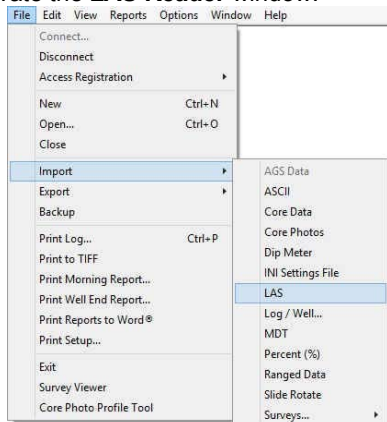 File Edit View Reports Options Window Help
Connect...
Disconnect
Access Registration
New Ctrl+N
Open... Ctrl+O
Close
Import
Export
Backup
Print Log... Ctrl+P
Print to TIFF
Print Morning Report...
Print Well End Report...
Print Reports to Word®
Print Setup...
Exit
Survey Viewer
Core Photo Profile Tool
AGS Data
ASCII
Core Data
Core Photos
Dip Meter
INI Settings File
LAS
Log / Well...
MDT
Percent (%)
Ranged Data
Slide Rotate
Surveys...